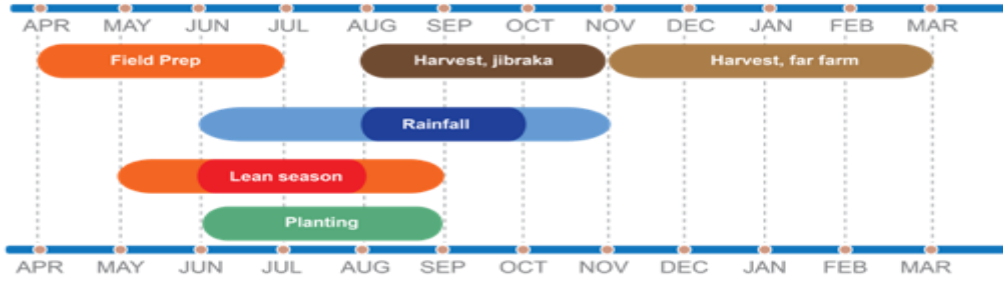 APR MAY JUN JUL AUG SEP OCT NOV DEC JAN FEB MAR
Field Prep Harvest, jibraka Harvest, far farm
Rainfall
Lean season
Planting
APR MAY JUN JUL AUG SEP OCT NOV DEC JAN FEB MAR